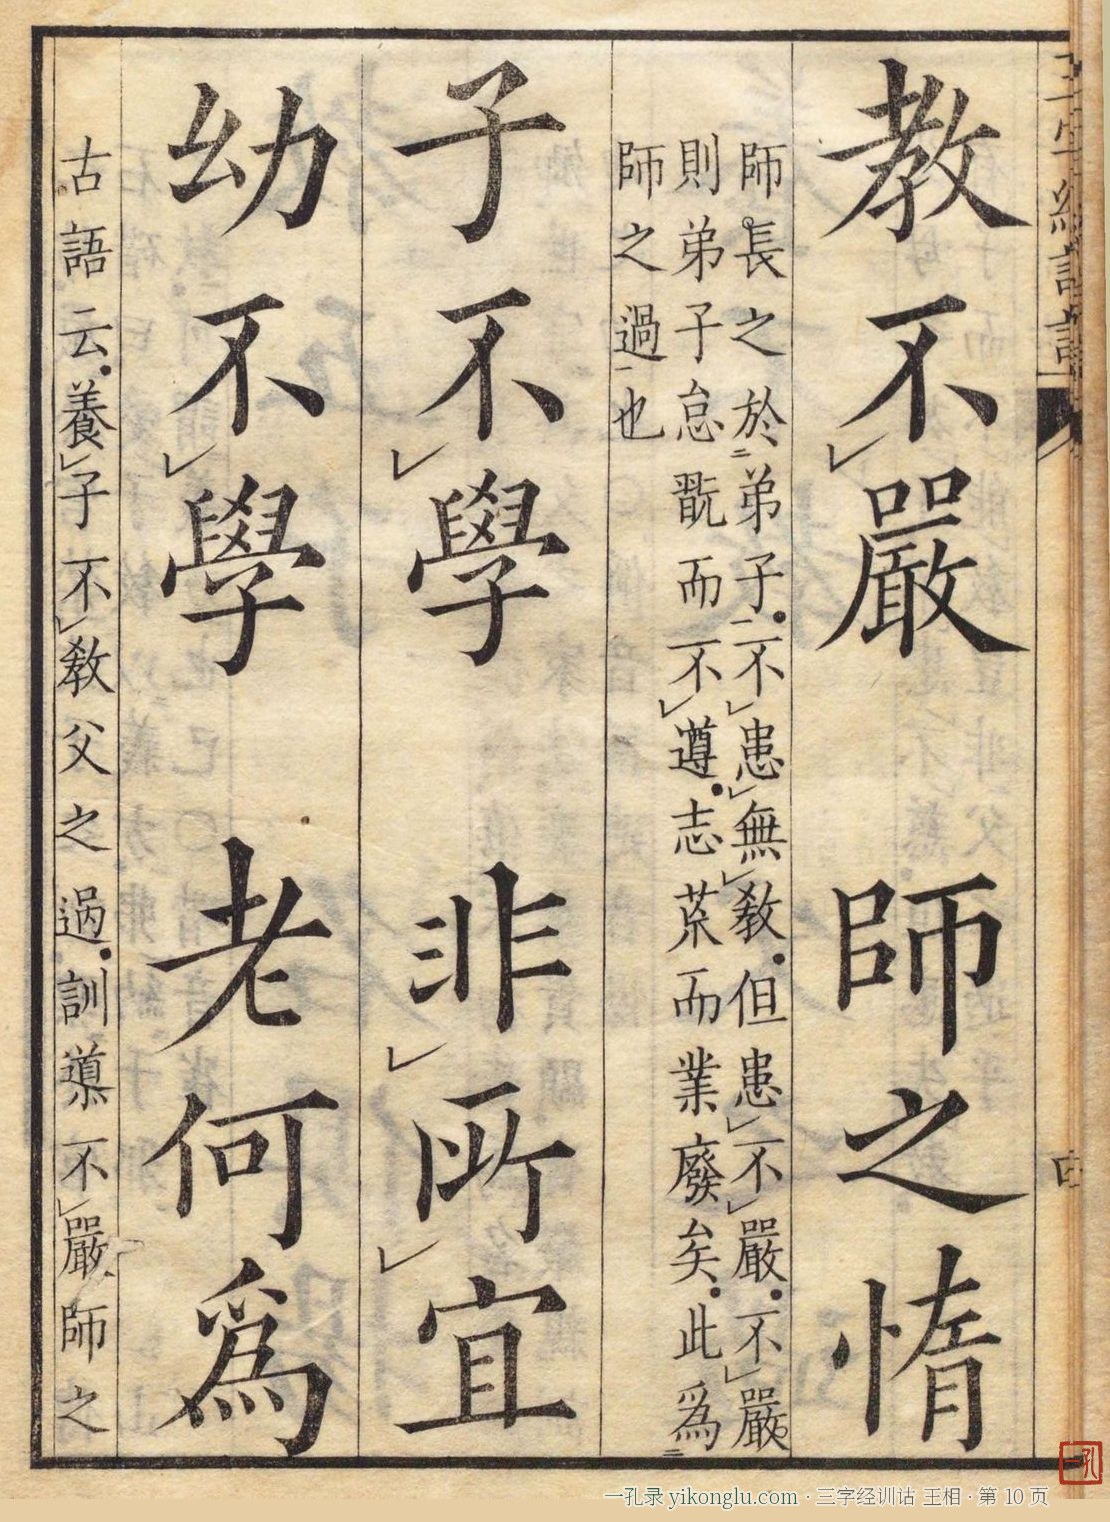 三字經訓詁
教不嚴 師之惰
師長之於弟子不患無教但患不嚴不嚴
則弟子怠翫而不遵志荒而業廢矣此爲
師之過也
子不學 非所宜
幼不學 老何爲
古語云養子不教父之過訓導不嚴師之
一孔
一孔录 yikonglu.com · 三字经训诂 王相 · 第 10 页